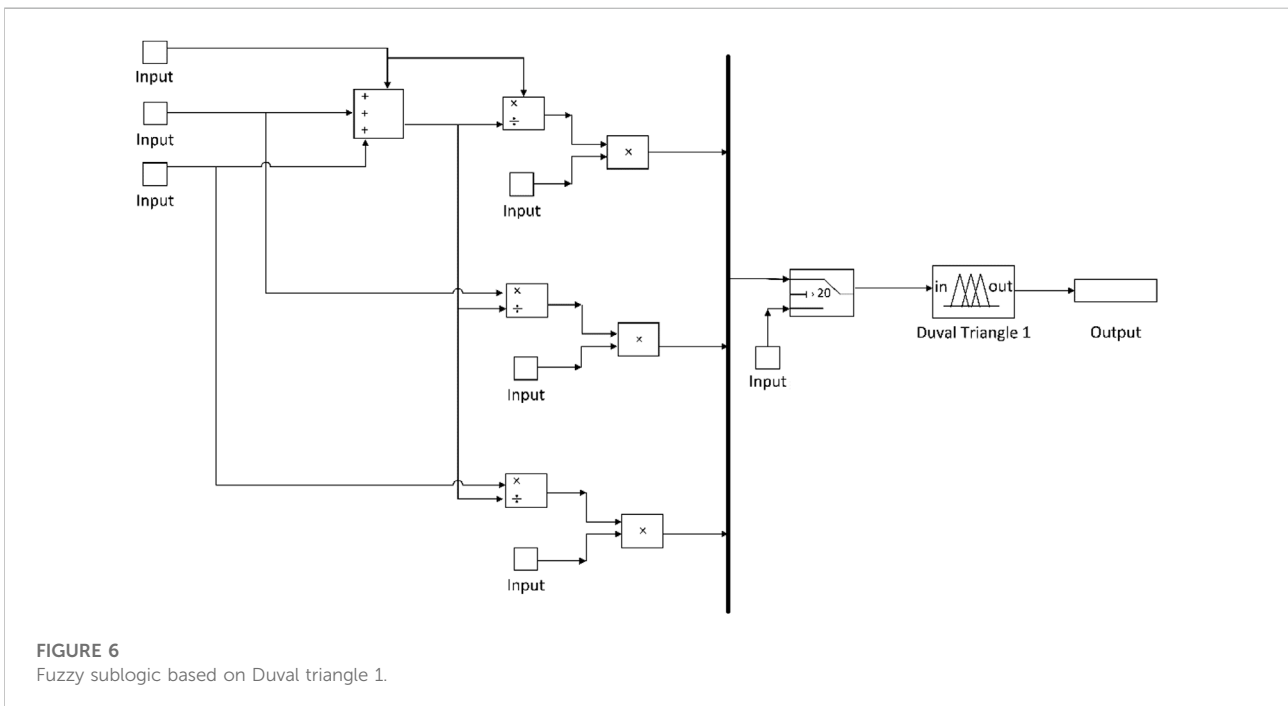 Input
Input
Input
+
+
+
×
÷
×
Input
×
÷
×
Input
×
÷
×
Input
> 20
Input
in out
Duval Triangle 1
Output
FIGURE 6
Fuzzy sublogic based on Duval triangle 1.